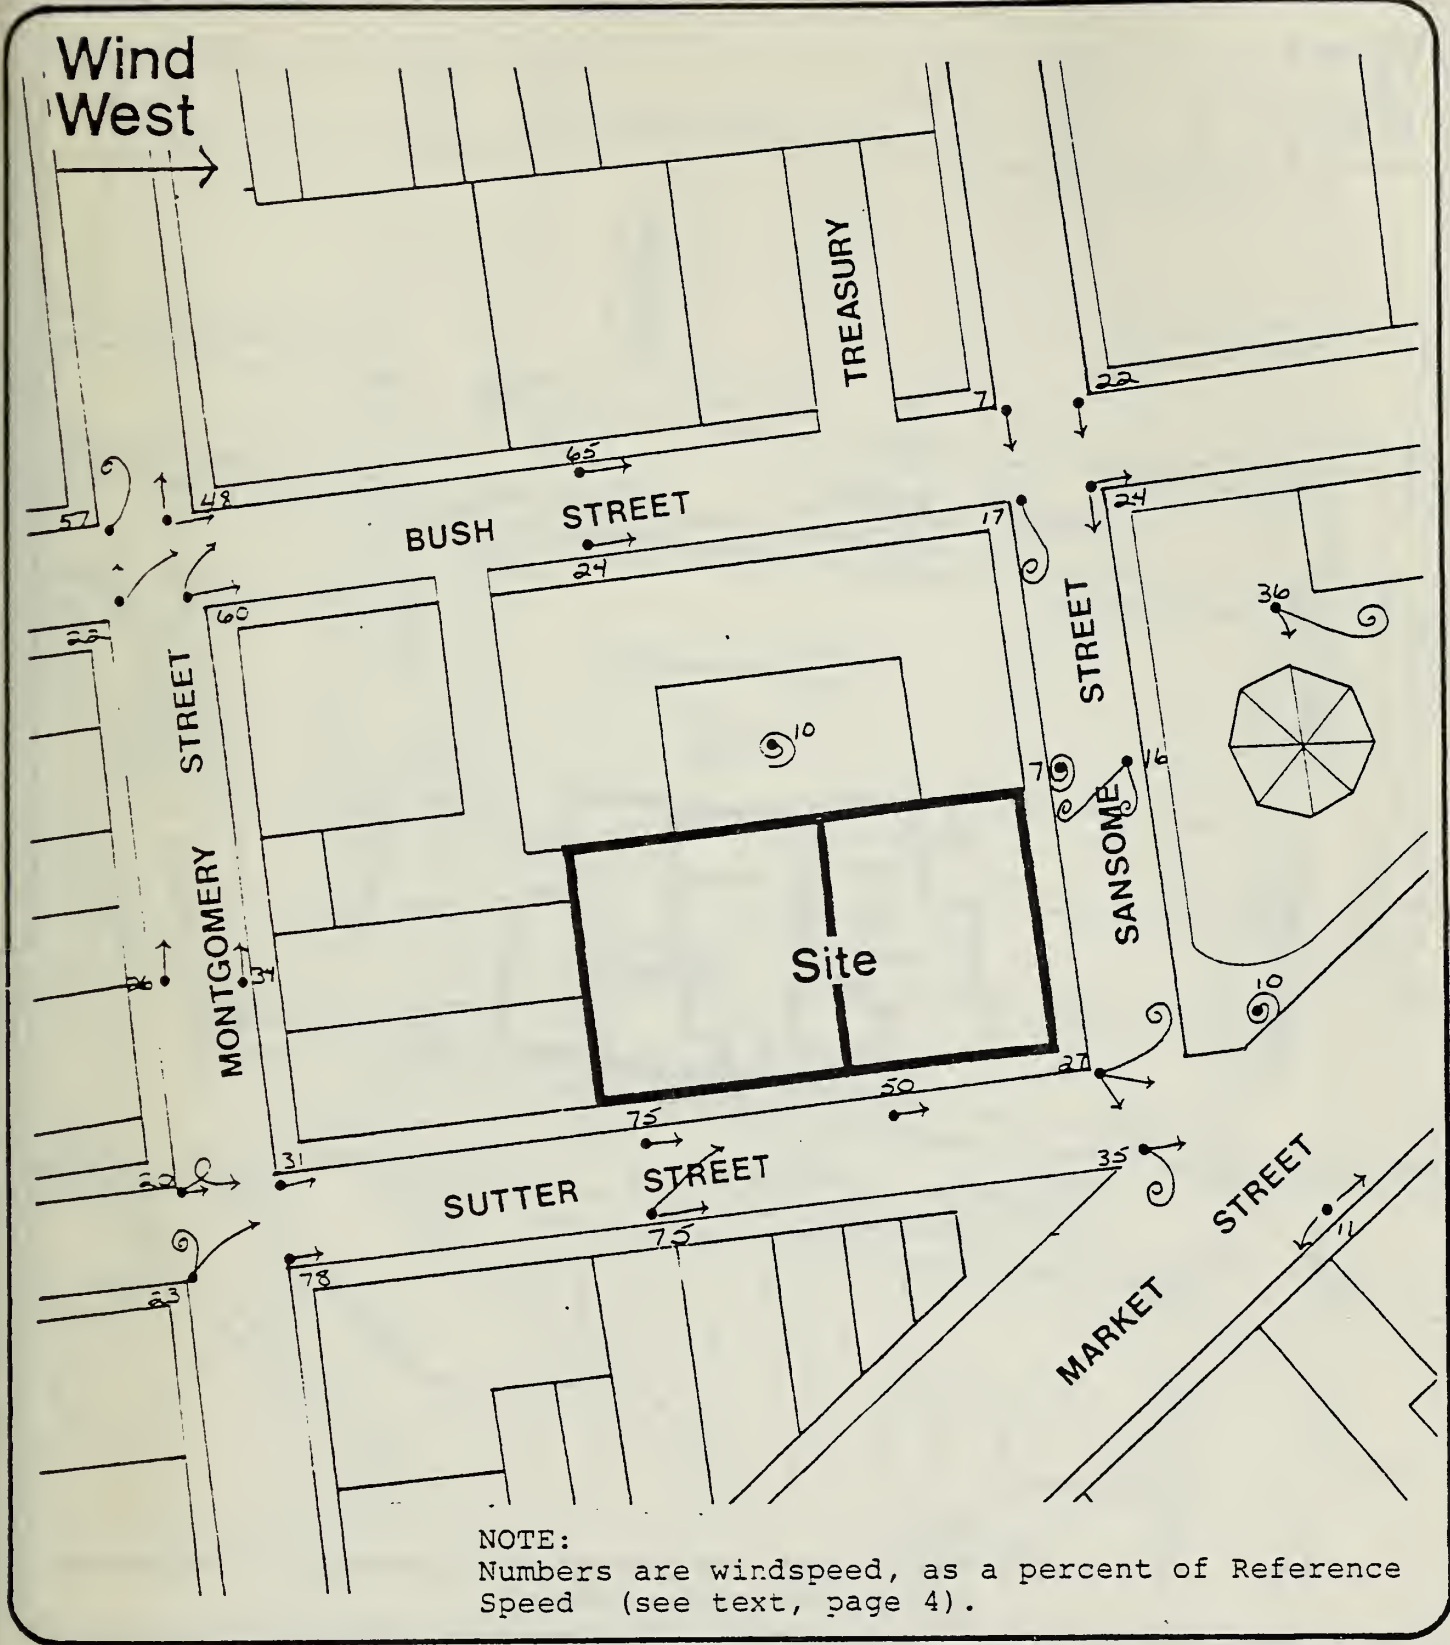 Wind
West
TREASURY
7
22
65
48
57
24
17
BUSH STREET
24
36
60
22
STREET
STREET
10
7
16
SANSOME
MONTGOMERY
Site
26
34
10
27
50
75
31
20
35
SUTTER STREET
75
STREET
11
78
23
MARKET
NOTE:
Numbers are windspeed, as a percent of Reference
Speed (see text, page 4).